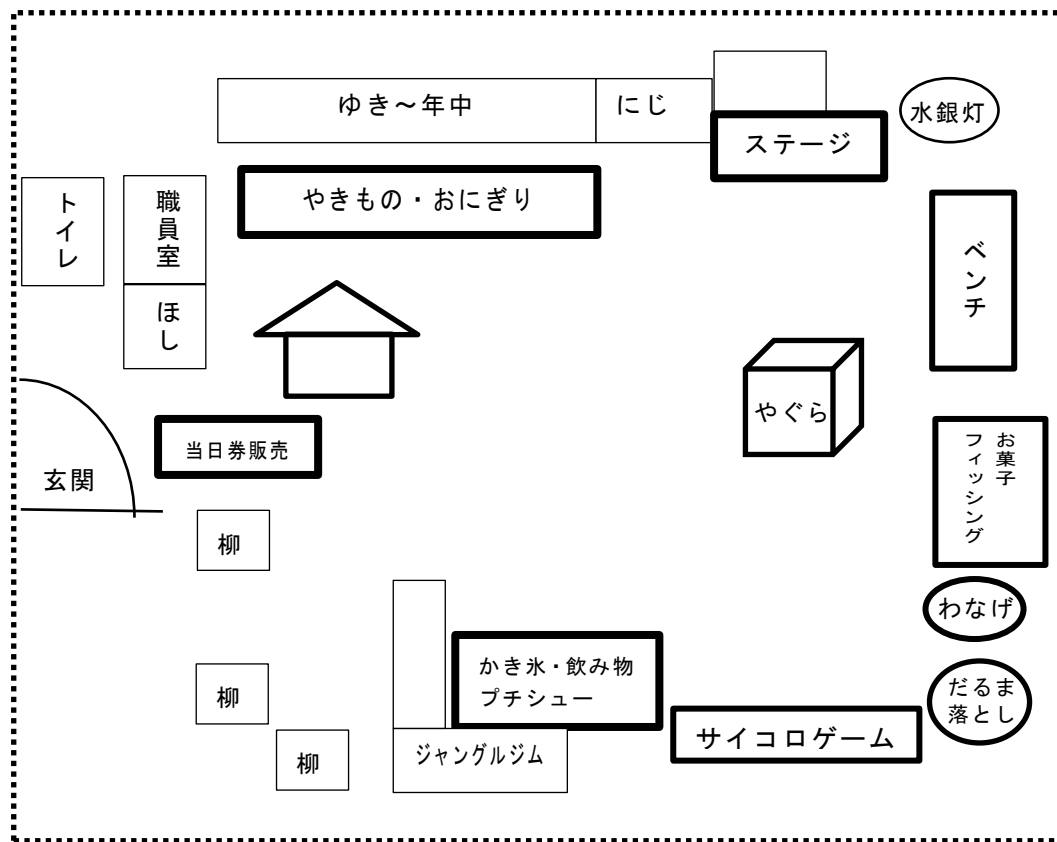 ゆき～年中
にじ
ステージ
水銀灯
トイレ
職員室
やきもの・おにぎり
ベンチ
ほし
やぐら
当日券販売
玄関
お菓子
フィッシング
柳
わなげ
かき氷・飲み物
プチシュー
柳
だるま
落とし
サイコロゲーム
柳
ジャングルジム